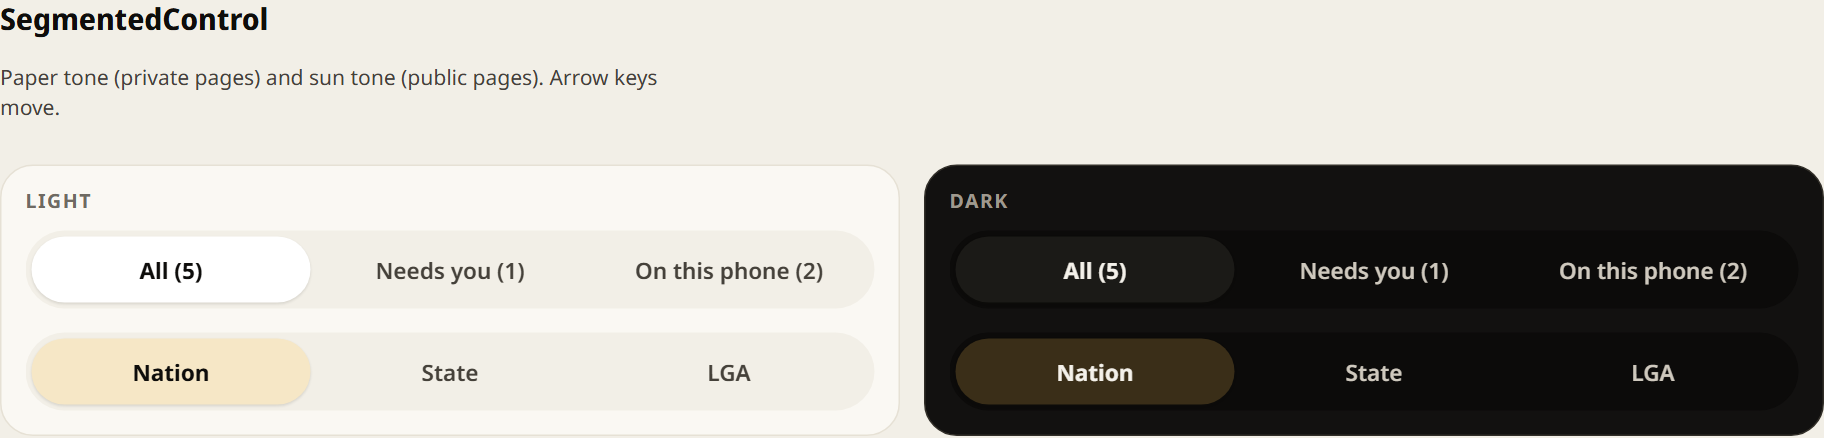 SegmentedControl
Paper tone (private pages) and sun tone (public pages). Arrow keys
move.
LIGHT
All (5) Needs you (1) On this phone (2)
Nation State LGA
DARK
All (5) Needs you (1) On this phone (2)
Nation State LGA